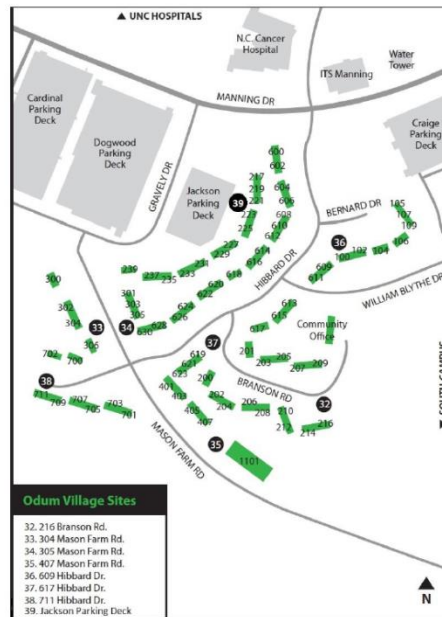 ▲ UNC HOSPITALS
N.C. Cancer
Hospital
Water
Tower
ITS Manning
MANNING DR
Cardinal
Parking
Deck
Dogwood
Parking
Deck
Craige
Parking
Deck
GRAVELY DR
Jackson
Parking
Deck
39
600
602
217
219
221
604
606
223
225
608
610
612
BERNARD DR
105
107
109
36
106
104
102
100
609
611
227
229
231
233
235
237
239
614
616
618
620
622
624
626
628
630
HIBBARD DR
WILLIAM BLYTHE DR
300
302
304
33
306
301
303
305
34
702
700
38
711
709
707
705
703
701
613
615
617
Community
Office
37
619
621
623
201
203
205
207
209
200
202
204
206
208
210
212
214
216
32
BRANSON RD
401
403
405
407
35
1101
MASON FARM RD
SOUTH CAMPUS
Odum Village Sites
32. 216 Branson Rd.
33. 304 Mason Farm Rd.
34. 305 Mason Farm Rd.
35. 407 Mason Farm Rd.
36. 609 Hibbard Dr.
37. 617 Hibbard Dr.
38. 711 Hibbard Dr.
39. Jackson Parking Deck
N